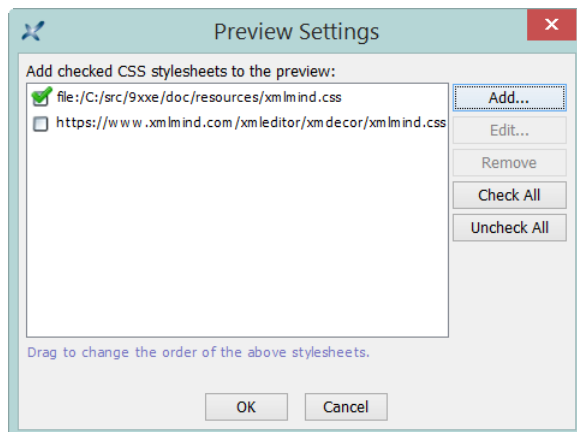 Preview Settings
Add checked CSS stylesheets to the preview:
file:/C:/src/9xxe/doc/resources/xmlmind.css
https://www.xmlmind.com/xmleditor/xmdecor/xmlmind.css
Add...
Edit...
Remove
Check All
Uncheck All
Drag to change the order of the above stylesheets.
OK
Cancel